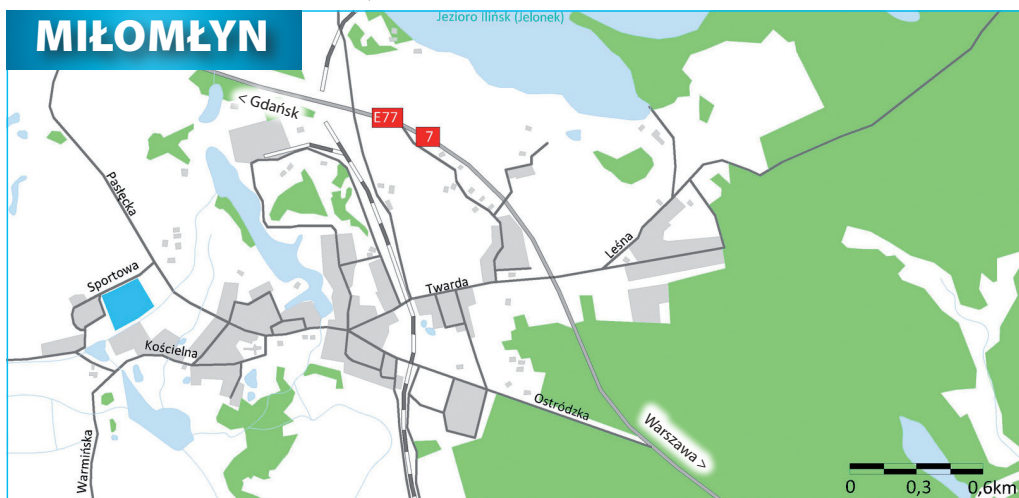 MIŁOMŁYN
Jezioro Ilińsk (Jelonek)
< Gdańsk
E77
7
Pasłęcka
Sportowa
Leśna
Twarda
Kościelna
Ostródzka
Warszawa >
Warmińska
0 0,3 0,6km